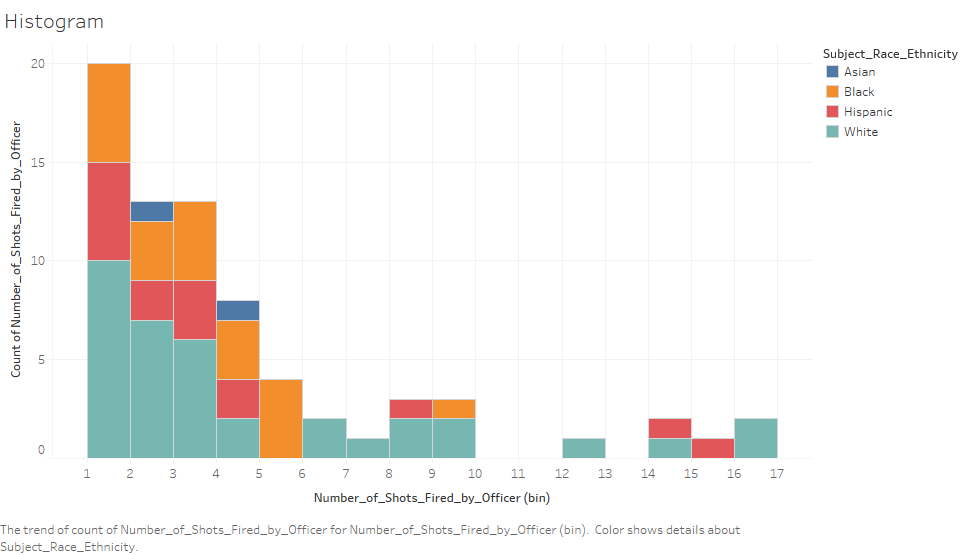 Histogram
Subject_Race_Ethnicity
Asian
Black
Hispanic
White
Count of Number_of_Shots_Fired_by_Officer
20
15
10
5
0
1 2 3 4 5 6 7 8 9 10 11 12 13 14 15 16 17
Number_of_Shots_Fired_by_Officer (bin)
The trend of count of Number_of_Shots_Fired_by_Officer for Number_of_Shots_Fired_by_Officer (bin). Color shows details about
Subject_Race_Ethnicity.